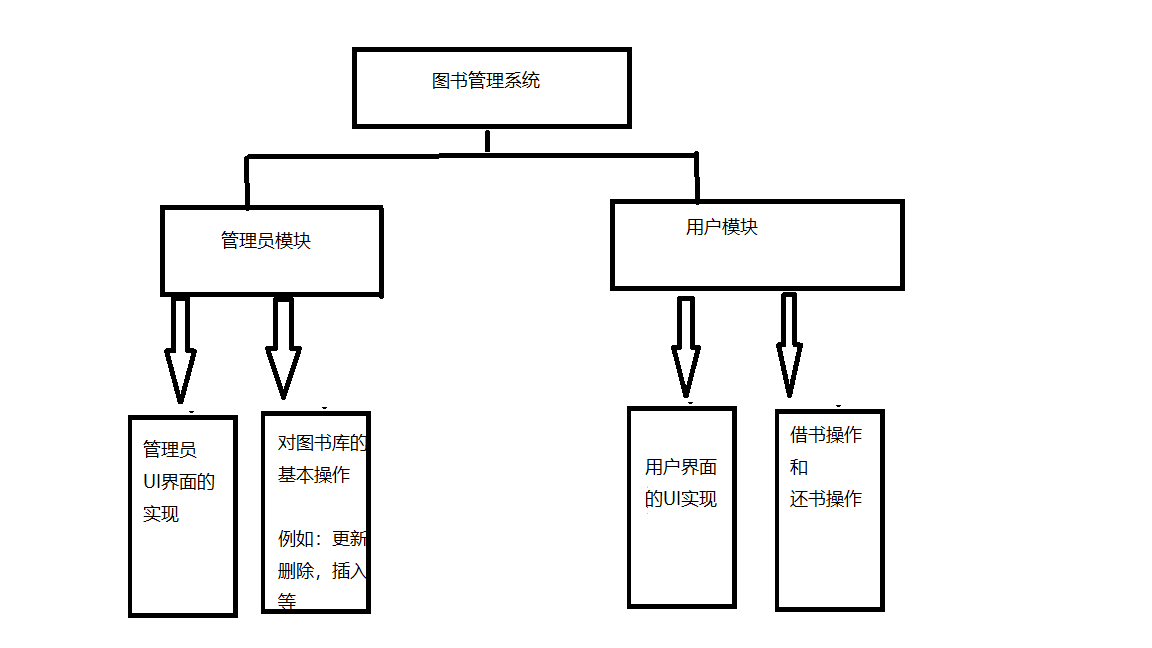 图书管理系统
管理员模块
用户模块
管理员
UI界面的
实现
对图书库的
基本操作
例如：更新
删除，插入
等
用户界面
的UI实现
借书操作
和
还书操作